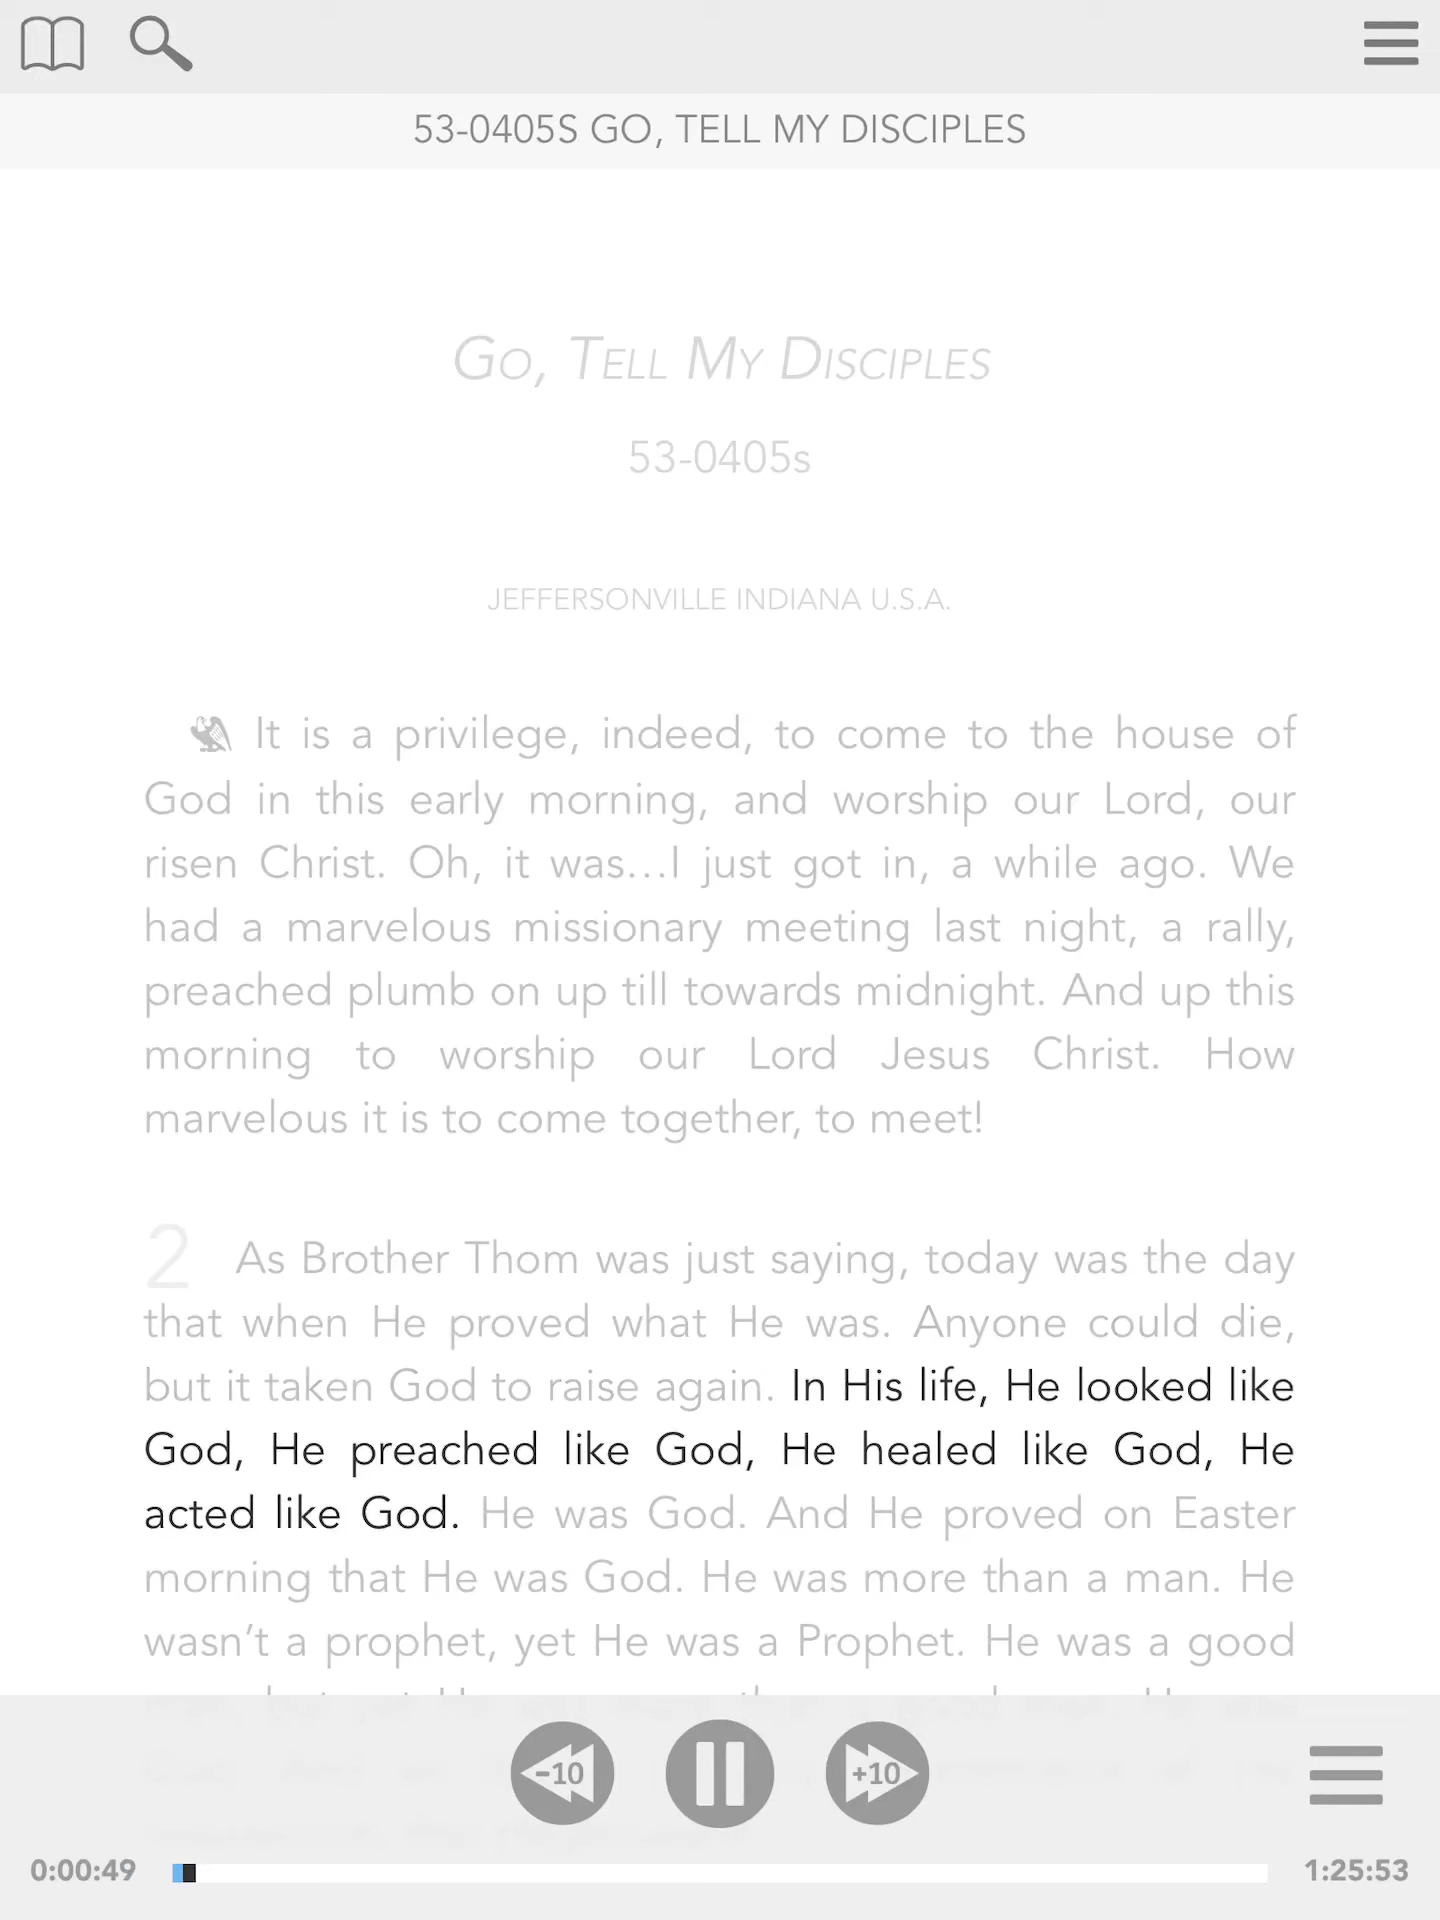 53-0405S GO, TELL MY DISCIPLES
Go, Tell My Disciples
53-0405s
JEFFERSONVILLE INDIANA U.S.A.
It is a privilege, indeed, to come to the house of
God in this early morning, and worship our Lord, our
risen Christ. Oh, it was…I just got in, a while ago. We
had a marvelous missionary meeting last night, a rally,
preached plumb on up till towards midnight. And up this
morning to worship our Lord Jesus Christ. How
marvelous it is to come together, to meet!
2 As Brother Thom was just saying, today was the day
that when He proved what He was. Anyone could die,
but it taken God to raise again. In His life, He looked like
God, He preached like God, He healed like God, He
acted like God. He was God. And He proved on Easter
morning that He was God. He was more than a man. He
wasn’t a prophet, yet He was a Prophet. He was a good
-10 +10
0:00:49 1:25:53